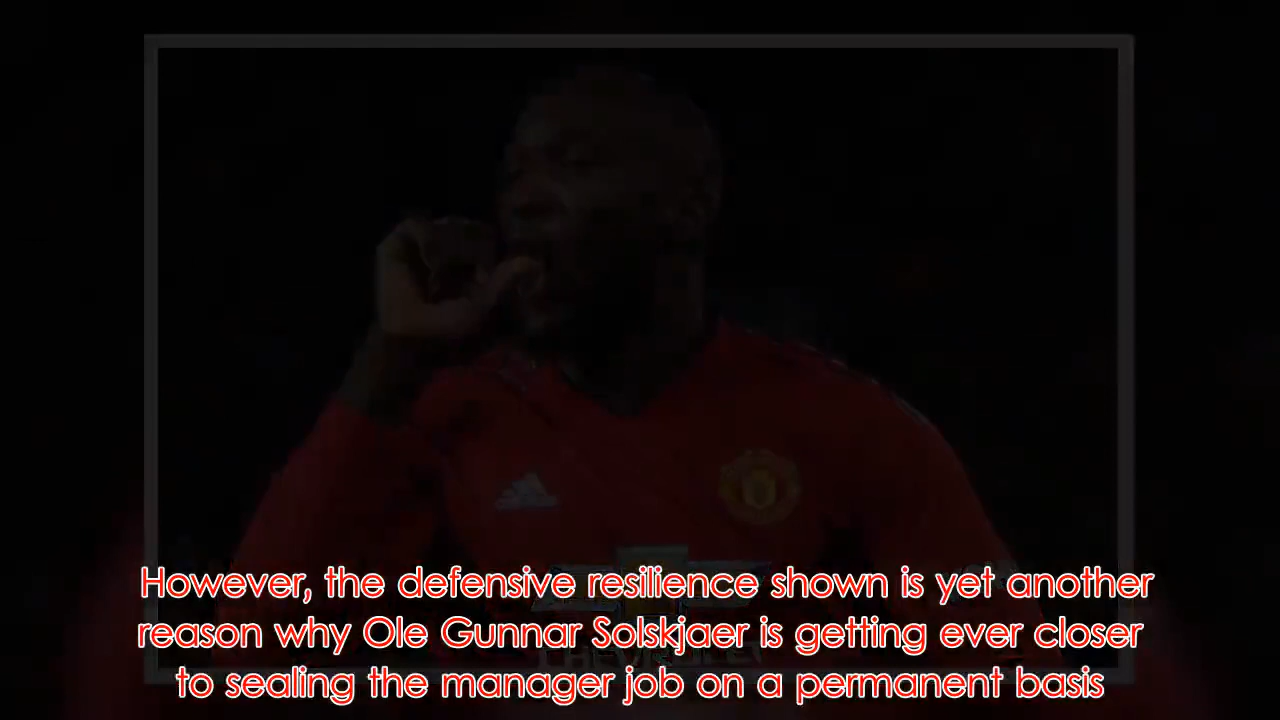 CHEVROLET
However, the defensive resilience shown is yet another
reason why Ole Gunnar Solskjaer is getting ever closer
to sealing the manager job on a permanent basis